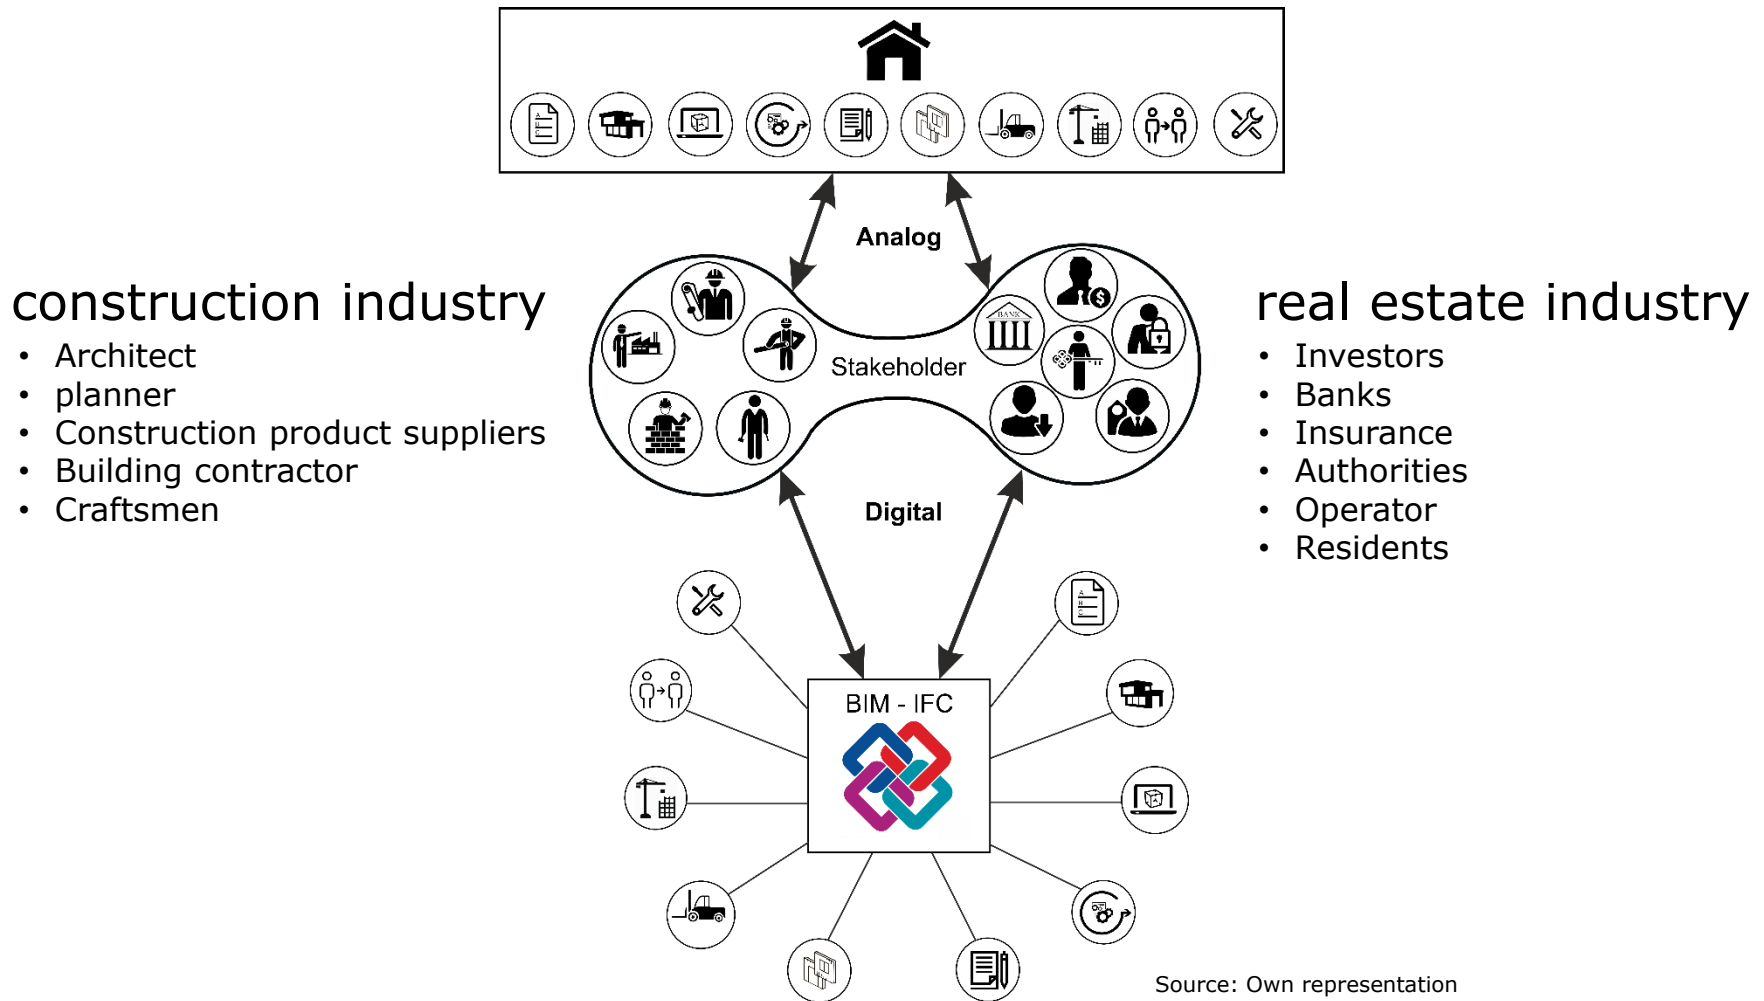 Analog
construction industry
• Architect
• planner
• Construction product suppliers
• Building contractor
• Craftsmen
BANK
$
Stakeholder
real estate industry
• Investors
• Banks
• Insurance
• Authorities
• Operator
• Residents
Digital
BIM - IFC
Source: Own representation